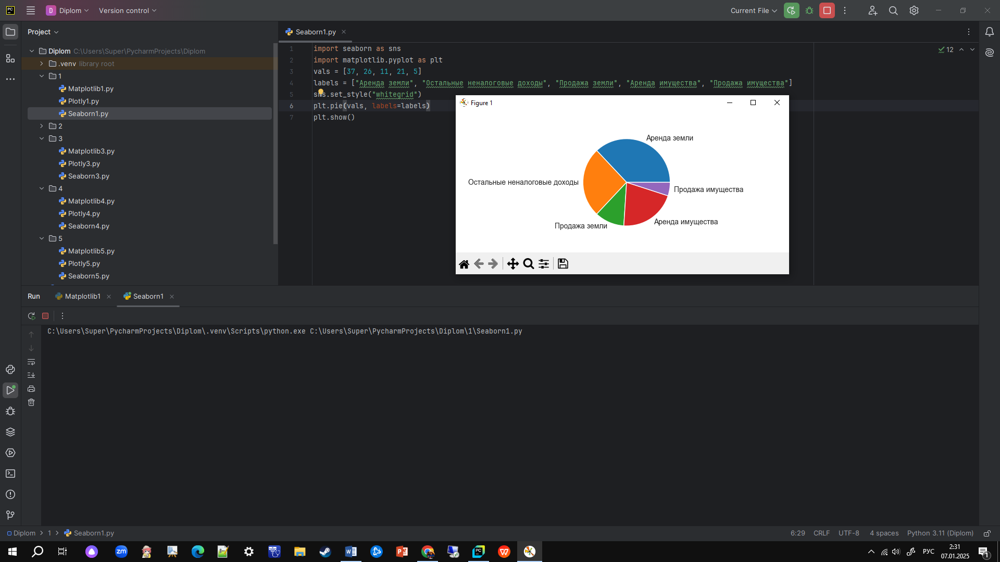 Diplom
Version control
Current File
Project
Seaborn1.py
Diplom C:\Users\Super\PycharmProjects\Diplom
.venv library root
1
Matplotlib1.py
Plotly1.py
Seaborn1.py
2
3
Matplotlib3.py
Plotly3.py
Seaborn3.py
4
Matplotlib4.py
Plotly4.py
Seaborn4.py
5
Matplotlib5.py
Plotly5.py
Seaborn5.py
12
1 import seaborn as sns
2 import matplotlib.pyplot as plt
3 vals = [37, 26, 11, 21, 5]
4 labels = ["Аренда земли", "Остальные неналоговые доходы", "Продажа земли", "Аренда имущества", "Продажа имущества"]
5 sns.set_style("whitegrid")
6 plt.pie(vals, labels=labels)
7 plt.show()
Figure 1
Аренда земли
Остальные неналоговые доходы
Продажа имущества
Аренда имущества
Продажа земли
Run Matplotlib1 Seaborn1
C:\Users\Super\PycharmProjects\Diplom\.venv\Scripts\python.exe C:\Users\Super\PycharmProjects\Diplom\1\Seaborn1.py
Diplom 1 Seaborn1.py
6:29 CRLF UTF-8 4 spaces Python 3.11 (Diplom)
РУС
2:31
07.01.2025
1